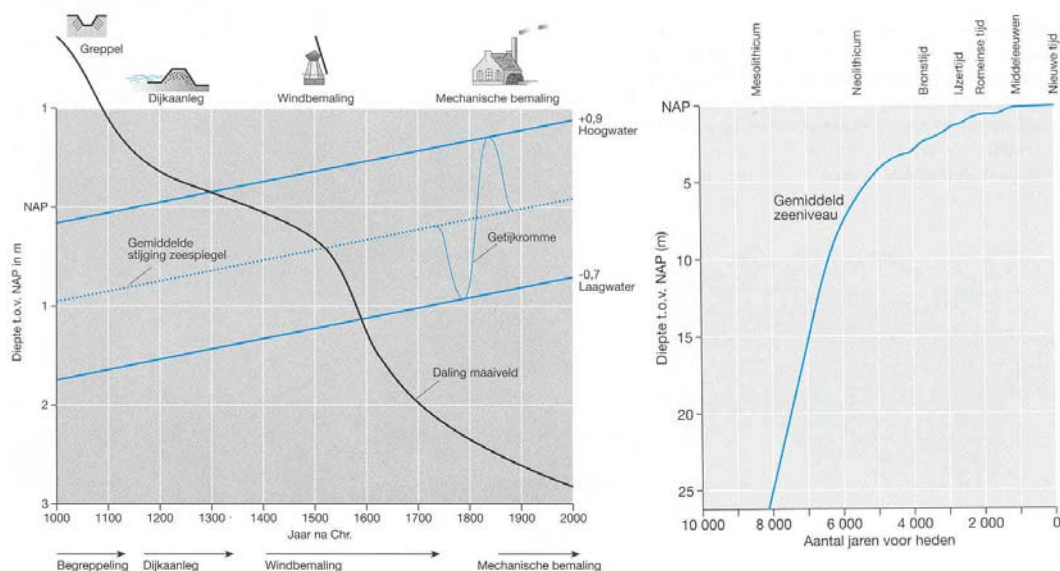 Greppel
Dijkaanleg
Windbemaling
Mechanische bemaling
1
NAP
1
2
3
Diepte t.o.v. NAP in m
+0,9
Hoogwater
Gemiddelde
stijging zeespiegel
Getijkromme
-0,7
Laagwater
Daling maaiveld
1000 1100 1200 1300 1400 1500 1600 1700 1800 1900 2000
Jaar na Chr.
Begreppeling Dijkaanleg Windbemaling Mechanische bemaling
Mesolithicum
Neolithicum
Bronstijd
IJzertijd
Romeinse tijd
Middeleeuwen
Nieuwe tijd
NAP
5
10
15
20
25
Diepte t.o.v. NAP (m)
Gemiddeld
zeeniveau
10 000 8 000 6 000 4 000 2 000 0
Aantal jaren voor heden